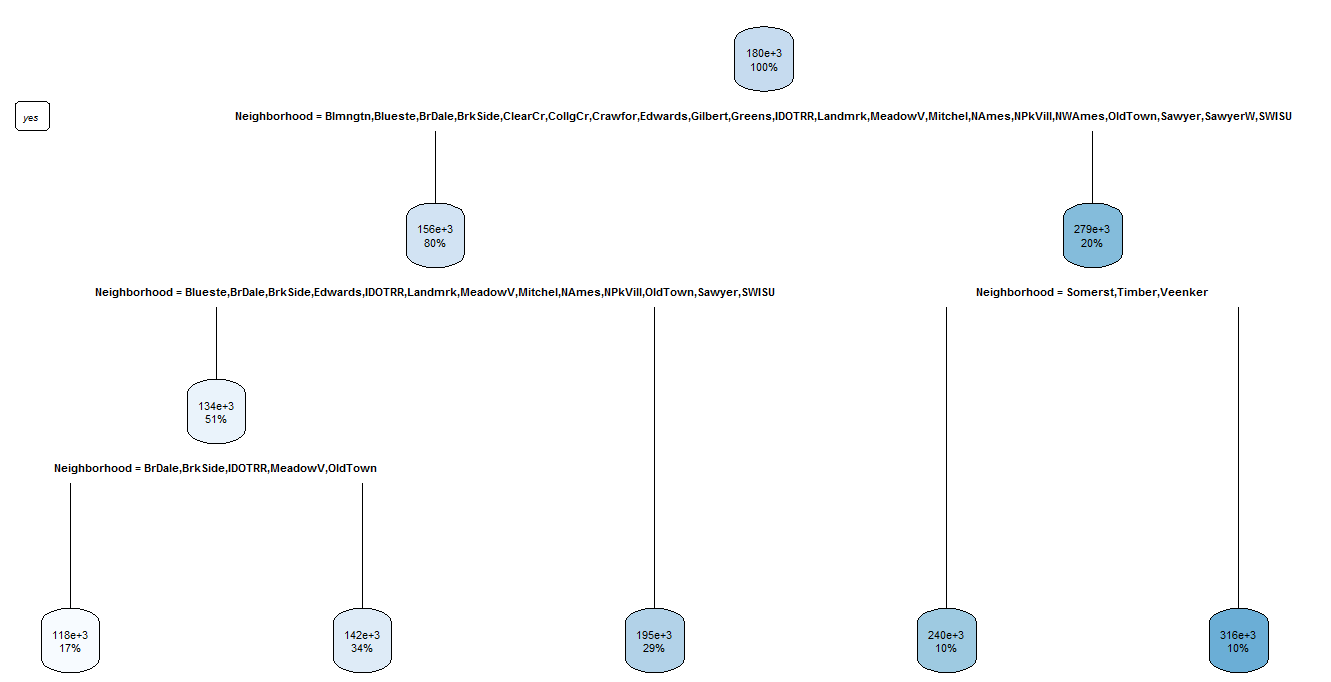 180e+3
100%
yes
Neighborhood = Blmngtn,Blueste,BrDale,BrkSide,ClearCr,CollgCr,Crawfor,Edwards,Gilbert,Greens,IDOTRR,Landmrk,MeadowV,Mitchel,NAmes,NPkVill,NWAmes,OldTown,Sawyer,SawyerW,SWISU
156e+3
80%
279e+3
20%
Neighborhood = Blueste,BrDale,BrkSide,Edwards,IDOTRR,Landmrk,MeadowV,Mitchel,NAmes,NPkVill,OldTown,Sawyer,SWISU
Neighborhood = Somerst,Timber,Veenker
134e+3
51%
Neighborhood = BrDale,BrkSide,IDOTRR,MeadowV,OldTown
118e+3
17%
142e+3
34%
195e+3
29%
240e+3
10%
316e+3
10%